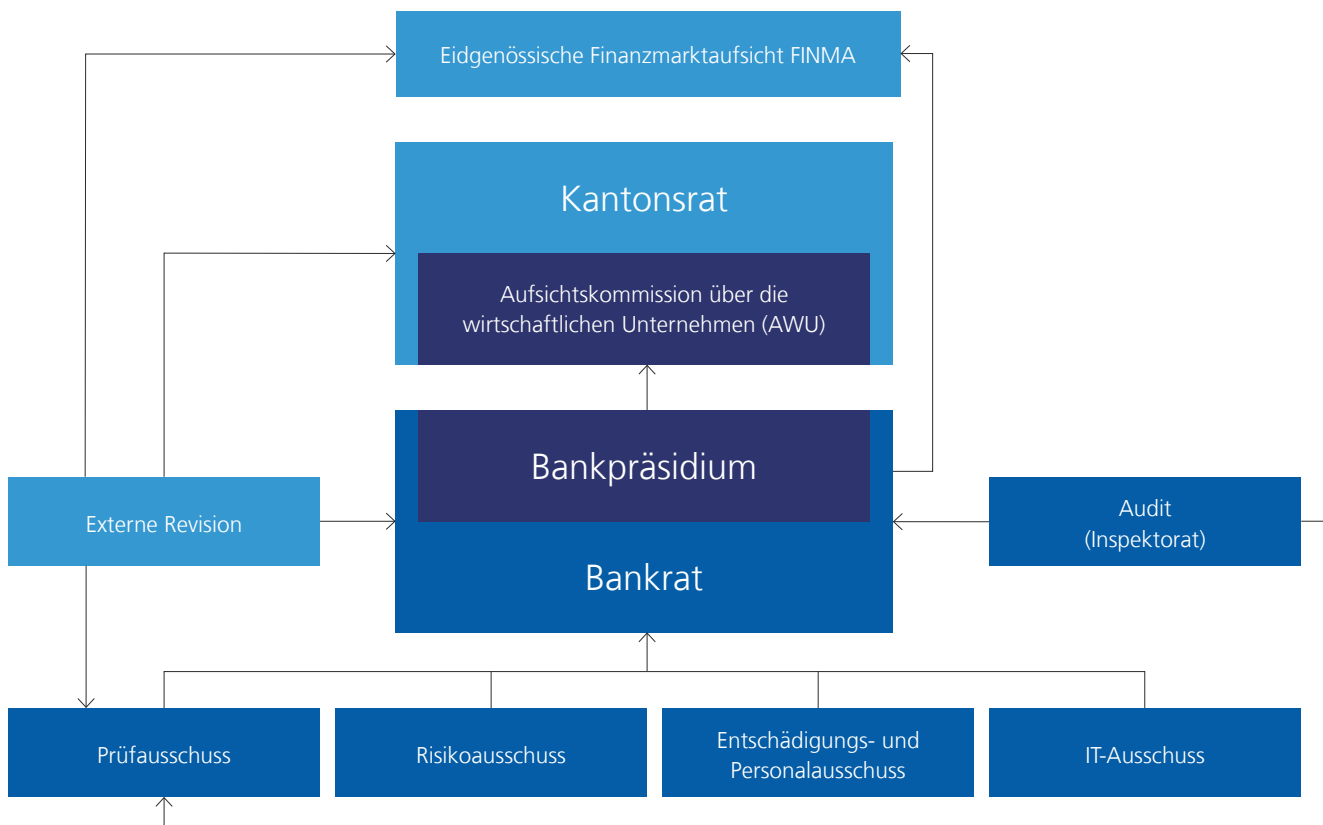 Eidgenössische Finanzmarktaufsicht FINMA
Kantonsrat
Aufsichtskommission über die
wirtschaftlichen Unternehmen (AWU)
Bankpräsidium
Bankrat
Externe Revision
Audit
(Inspektorat)
Prüfausschuss
Risikoausschuss
Entschädigungs- und
Personalausschuss
IT-Ausschuss